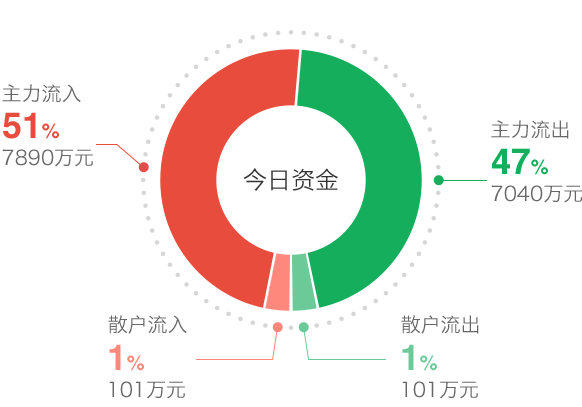 主力流入
51%
7890万元
主力流出
47%
7040万元
今日资金
散户流入
1%
101万元
散户流出
1%
101万元